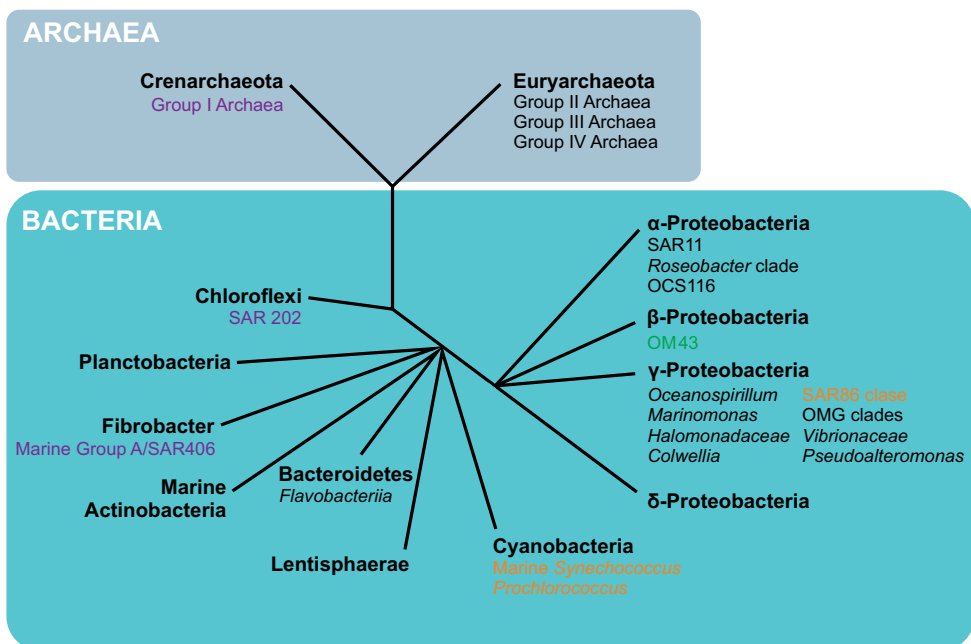 ARCHAEA
Crenarchaeota
Group I Archaea
Euryarchaeota
Group II Archaea
Group III Archaea
Group IV Archaea
BACTERIA
α-Proteobacteria
SAR11
Roseobacter clade
OCS116
Chloroflexi
SAR 202
β-Proteobacteria
OM43
Planctobacteria
γ-Proteobacteria
Oceanospirillum SAR86 clase
Marinomonas OMG clades
Halomonadaceae Vibrionaceae
Colwellia Pseudoalteromonas
Fibrobacter
Marine Group A/SAR406
Bacteroidetes
Flavobacteriia
Marine
Actinobacteria
δ-Proteobacteria
Lentisphaerae
Cyanobacteria
Marine Synechococcus
Prochlorococcus